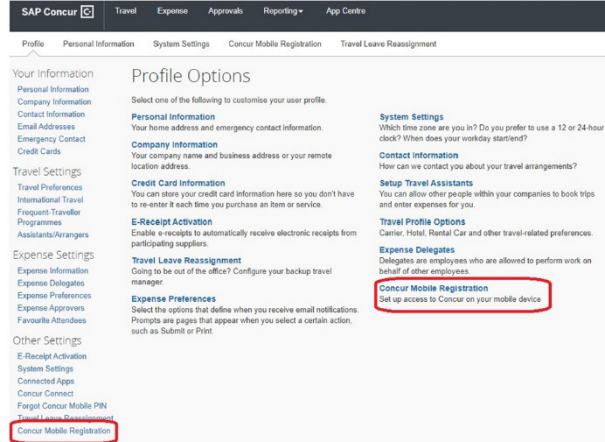 SAP Concur C Travel Expense Approvals Reporting App Centre
Profile Personal Information System Settings Concur Mobile Registration Travel Leave Reassignment
Your Information
Personal Information
Company Information
Contact Information
Email Addresses
Emergency Contact
Credit Cards
Travel Settings
Travel Preferences
International Travel
Frequent-Traveller
Programmes
Assistants/Arrangers
Expense Settings
Expense Information
Expense Delegates
Expense Preferences
Expense Approvers
Favourite Attendees
Other Settings
E-Receipt Activation
System Settings
Connected Apps
Concur Connect
Forgot Concur Mobile PIN
Travel Leave Reassignment
Concur Mobile Registration
Profile Options
Select one of the following to customise your user profile.
Personal Information
Your home address and emergency contact information.
Company Information
Your company name and business address or your remote
location address.
Credit Card Information
You can store your credit card information here so you don't have
to re-enter it each time you purchase an item or service.
E-Receipt Activation
Enable e-receipts to automatically receive electronic receipts from
participating suppliers.
Travel Leave Reassignment
Going to be out of the office? Configure your backup travel
manager.
Expense Preferences
Select the options that define when you receive email notifications.
Prompts are pages that appear when you select a certain action,
such as Submit or Print.
System Settings
Which time zone are you in? Do you prefer to use a 12 or 24-hour
clock? When does your workday start/end?
Contact Information
How can we contact you about your travel arrangements?
Setup Travel Assistants
You can allow other people within your companies to book trips
and enter expenses for you.
Travel Profile Options
Carrier, Hotel, Rental Car and other travel-related preferences.
Expense Delegates
Delegates are employees who are allowed to perform work on
behalf of other employees.
Concur Mobile Registration
Set up access to Concur on your mobile device